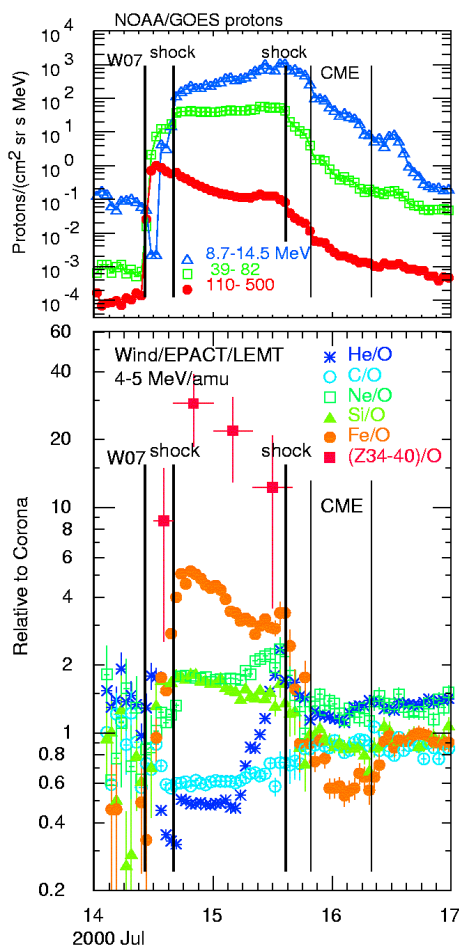 NOAA/GOES protons
W07 shock shock CME
Protons/(cm2 sr s MeV)
10^4
10^3
10^2
10^1
10^0
10^-1
10^-2
10^-3
10^-4
8.7-14.5 MeV
39- 82
110- 500
Relative to Corona
60
40
20
10
8
6
4
2
1
0.8
0.6
0.4
0.2
Wind/EPACT/LEMT
4-5 MeV/amu
He/O
C/O
Ne/O
Si/O
Fe/O
(Z34-40)/O
W07 shock shock CME
14 15 16 17
2000 Jul